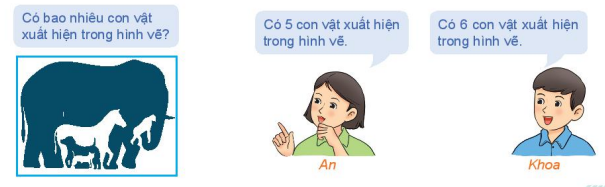 Có bao nhiêu con vật
xuất hiện trong hình vẽ?
Có 5 con vật xuất hiện
trong hình vẽ.
Có 6 con vật xuất hiện
trong hình vẽ.
An
Khoa